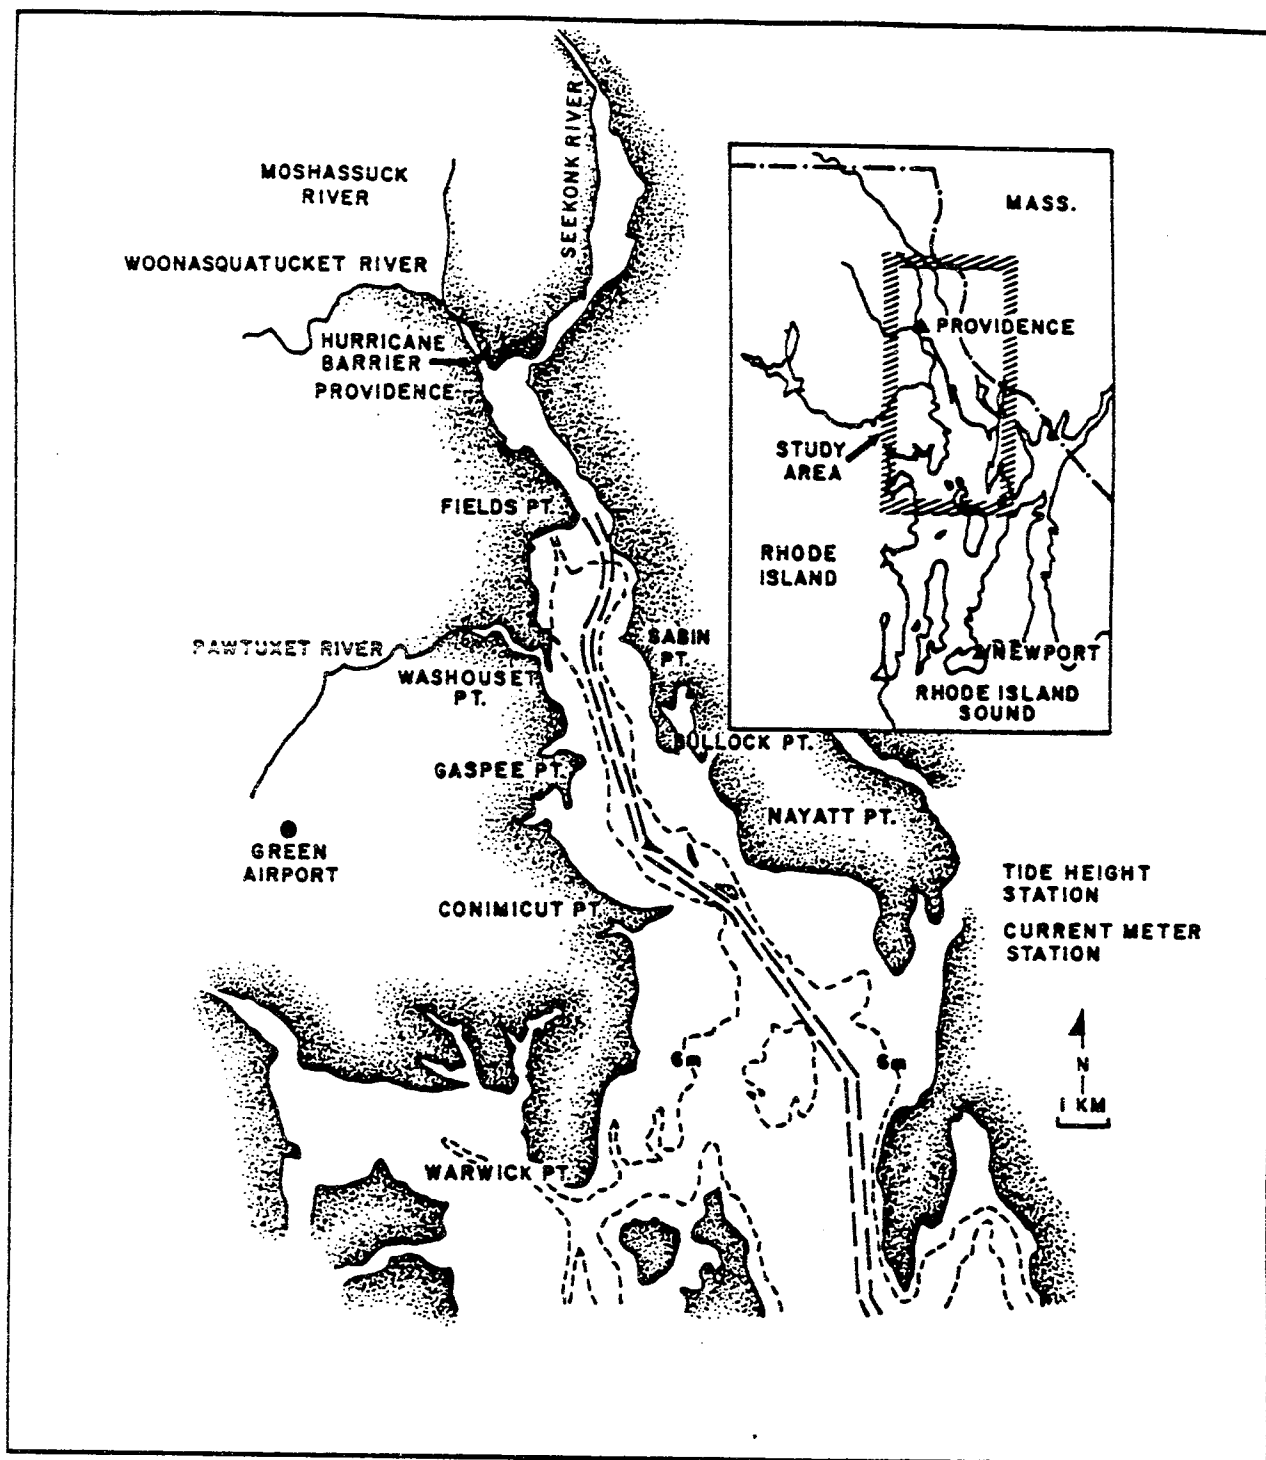 MOSHASSUCK
RIVER
SEEKONK RIVER
WOONASQUATUCKET RIVER
HURRICANE
BARRIER
PROVIDENCE
FIELDS PT.
PAWTUXET RIVER
WASHOUSET
PT.
SABIN
PT.
BULLOCK PT.
GASPEE PT.
NAYATT PT.
GREEN
AIRPORT
CONIMICUT PT.
TIDE HEIGHT
STATION
CURRENT METER
STATION
6m
6m
N
1 KM
WARWICK PT.
MASS.
PROVIDENCE
STUDY
AREA
RHODE
ISLAND
NEWPORT
RHODE ISLAND
SOUND